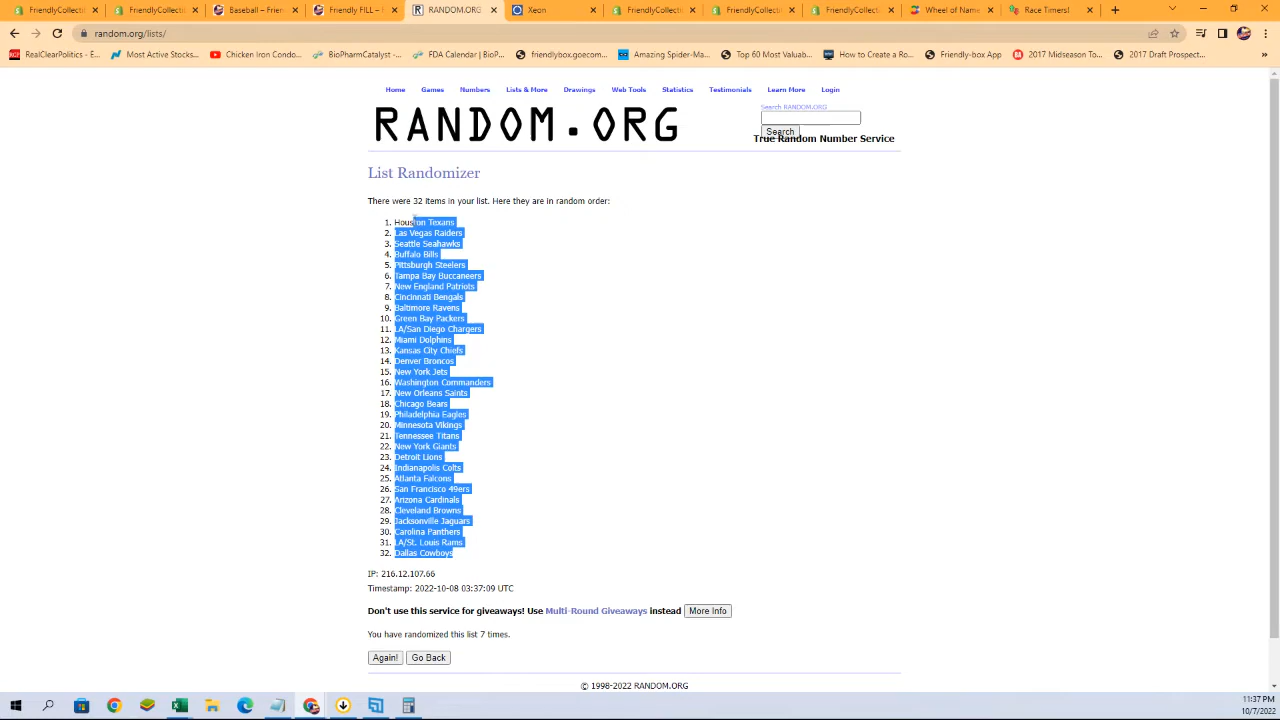 FriendlyCollectio
Baseball – Friend
Friendly FILL –
RANDOM.ORG -
Xeon
FriendlyCollectio
FriendlyCollectio
FriendlyCollectio
Wheel of Name
Race Timers!
random.org/lists/
RealClearPolitics - E...
Most Active Stocks...
Chicken Iron Condo...
BioPharmCatalyst -...
FDA Calendar | BioP...
friendlybox.goecom...
Amazing Spider-Ma...
Top 60 Most Valuab...
How to Create a Ro...
Friendly-box App
2017 Midseason To...
2017 Draft Prospect...
Home
Games
Numbers
Lists & More
Drawings
Web Tools
Statistics
Testimonials
Learn More
Login
RANDOM.ORG
Search RANDOM.ORG
Search
True Random Number Service
List Randomizer
There were 32 items in your list. Here they are in random order:
1. Houston Texans
2. Las Vegas Raiders
3. Seattle Seahawks
4. Buffalo Bills
5. Pittsburgh Steelers
6. Tampa Bay Buccaneers
7. New England Patriots
8. Cincinnati Bengals
9. Baltimore Ravens
10. Green Bay Packers
11. LA/San Diego Chargers
12. Miami Dolphins
13. Kansas City Chiefs
14. Denver Broncos
15. New York Jets
16. Washington Commanders
17. New Orleans Saints
18. Chicago Bears
19. Philadelphia Eagles
20. Minnesota Vikings
21. Tennessee Titans
22. New York Giants
23. Detroit Lions
24. Indianapolis Colts
25. Atlanta Falcons
26. San Francisco 49ers
27. Arizona Cardinals
28. Cleveland Browns
29. Jacksonville Jaguars
30. Carolina Panthers
31. LA/St. Louis Rams
32. Dallas Cowboys
IP: 216.12.107.66
Timestamp: 2022-10-08 03:37:09 UTC
Don't use this service for giveaways! Use Multi-Round Giveaways instead More Info
You have randomized this list 7 times.
Again! Go Back
© 1998-2022 RANDOM.ORG
11:37 PM
10/7/2022